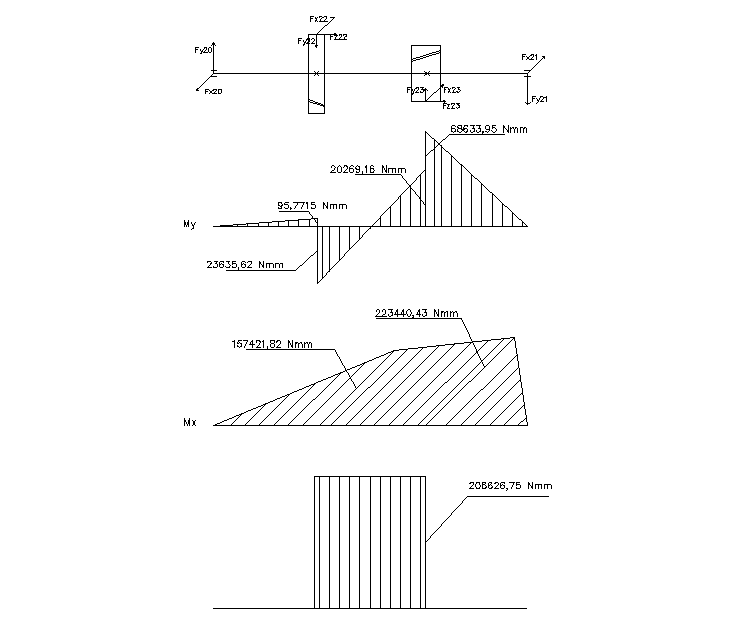 Fx22
Fy22 Fz22
Fy20
Fx20
Fx21
Fy21
Fy23 Fx23
Fz23
68633,95 Nmm
20269,16 Nmm
95,7715 Nmm
My
23635,62 Nmm
223440,43 Nmm
157421,82 Nmm
Mx
206626,75 Nmm